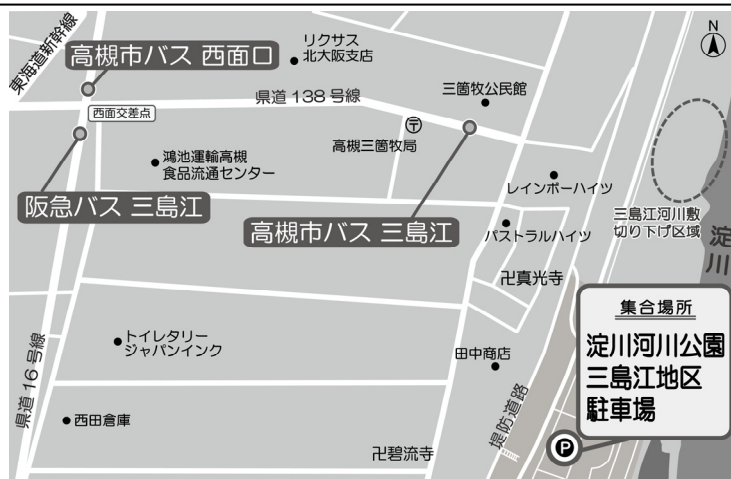 東海道新幹線
高槻市バス 西面口
リクサス
北大阪支店
N
県道 138 号線
三箇牧公民館
西面交差点
〒
高槻三箇牧局
鴻池運輸高槻
食品流通センター
レインボーハイツ
阪急バス 三島江
高槻市バス 三島江
パストラルハイツ
三島江河川敷
切り下げ区域
淀川
卍真光寺
集合場所
淀川河川公園
三島江地区
駐車場
トイレタリー
ジャパンインク
田中商店
県道 16 号線
堤防道路
西田倉庫
卍碧流寺
P